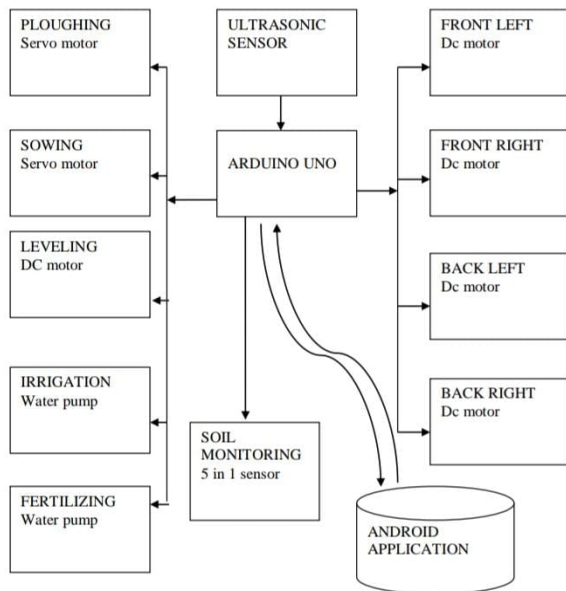 PLOUGHING
Servo motor
ULTRASONIC
SENSOR
FRONT LEFT
Dc motor
SOWING
Servo motor
ARDUINO UNO
FRONT RIGHT
Dc motor
LEVELING
DC motor
BACK LEFT
Dc motor
IRRIGATION
Water pump
SOIL
MONITORING
5 in 1 sensor
BACK RIGHT
Dc motor
FERTILIZING
Water pump
ANDROID
APPLICATION